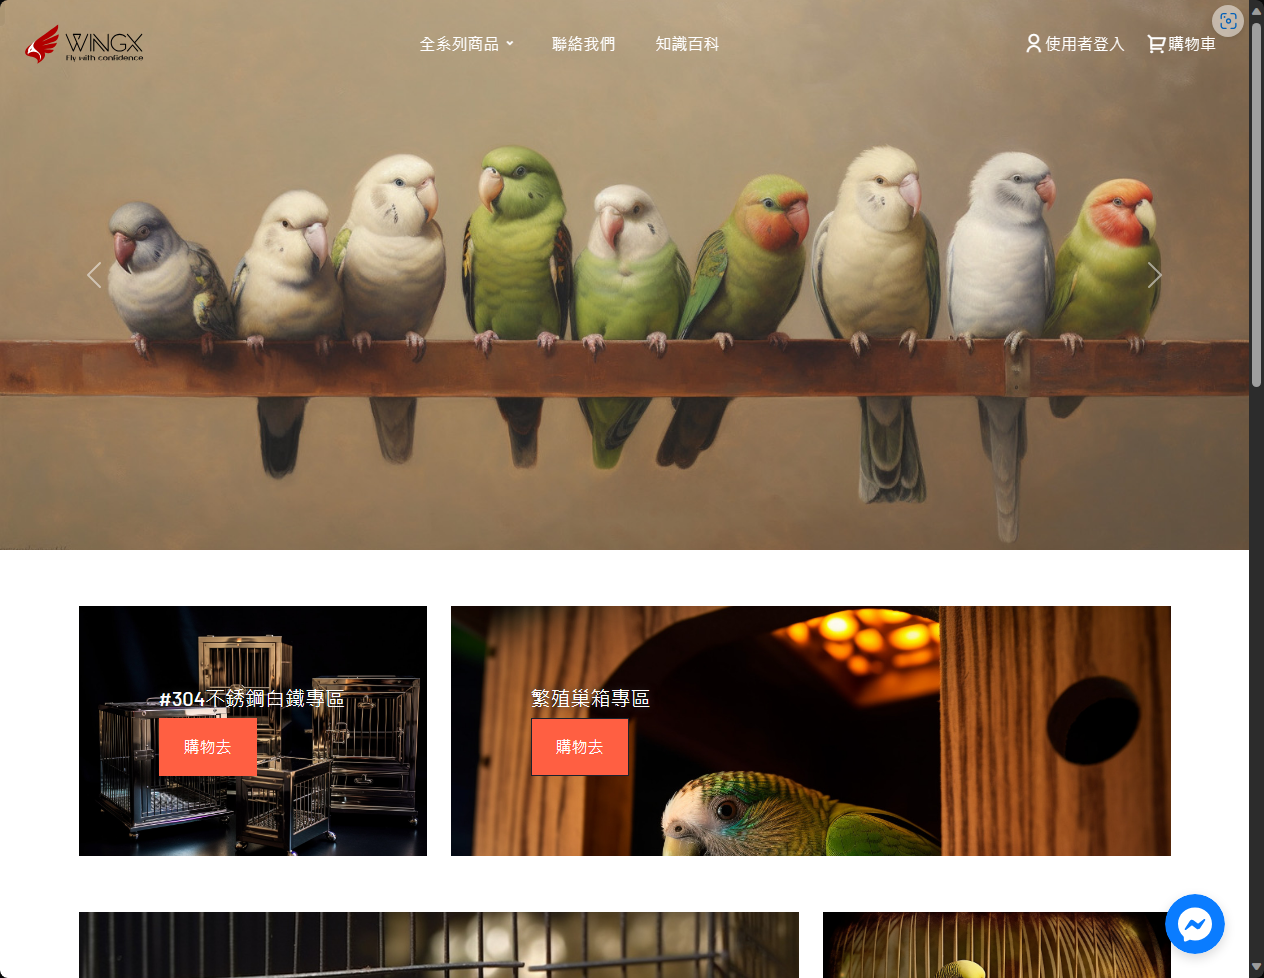 WINGX
Fly with confidence
全系列商品
聯絡我們
知識百科
使用者登入
購物車
#304不銹鋼白鐵專區
購物去
繁殖巢箱專區
購物去